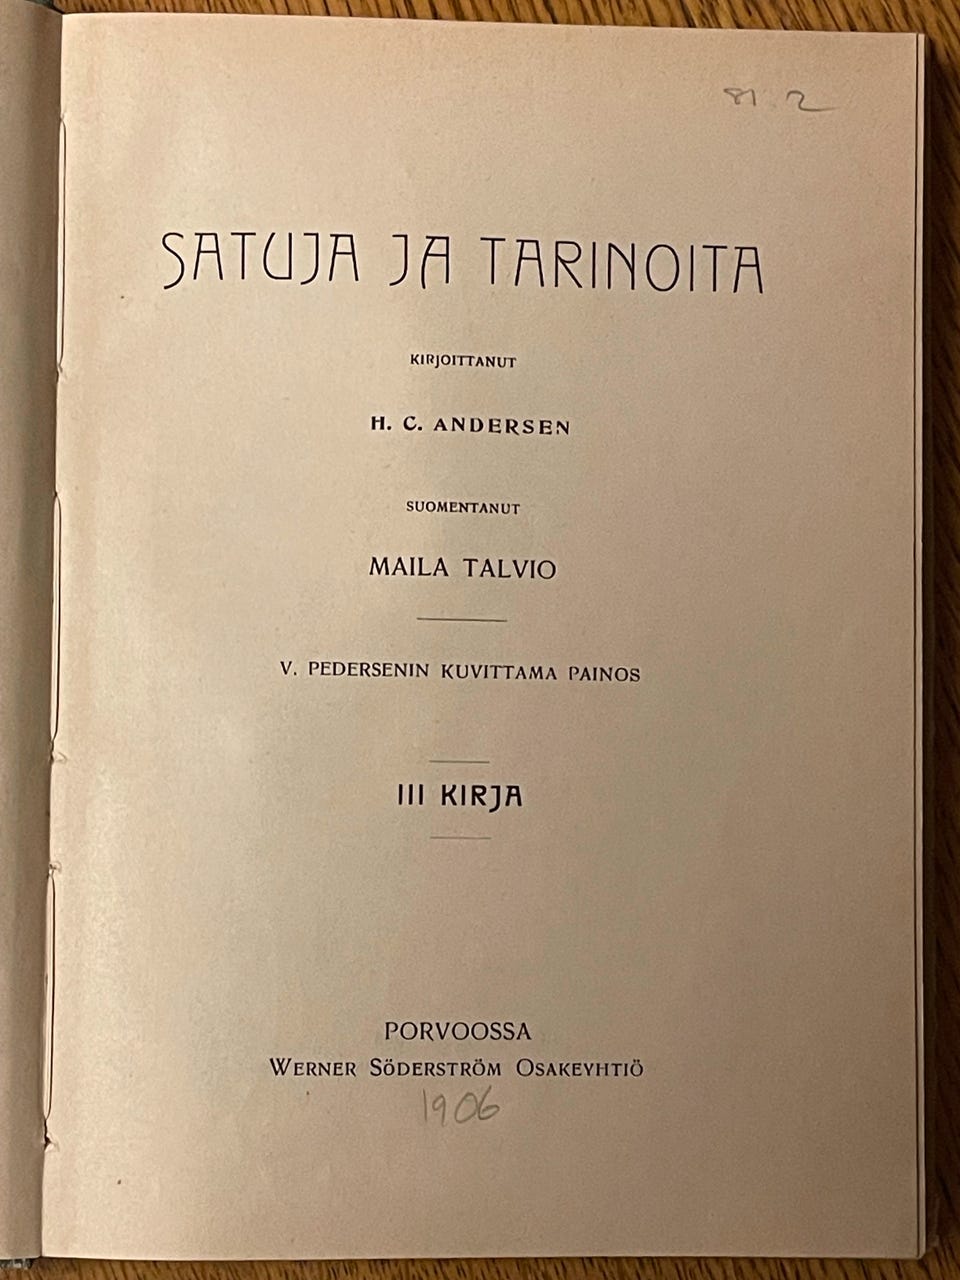 81.2
SATUJA JA TARINOITA
KIRJOITTANUT
H. C. ANDERSEN
SUOMENTANUT
MAILA TALVIO
V. PEDERSENIN KUVITTAMA PAINOS
III KIRJA
PORVOOSSA
WERNER SÖDERSTRÖM OSAKEYHTIÖ
1906